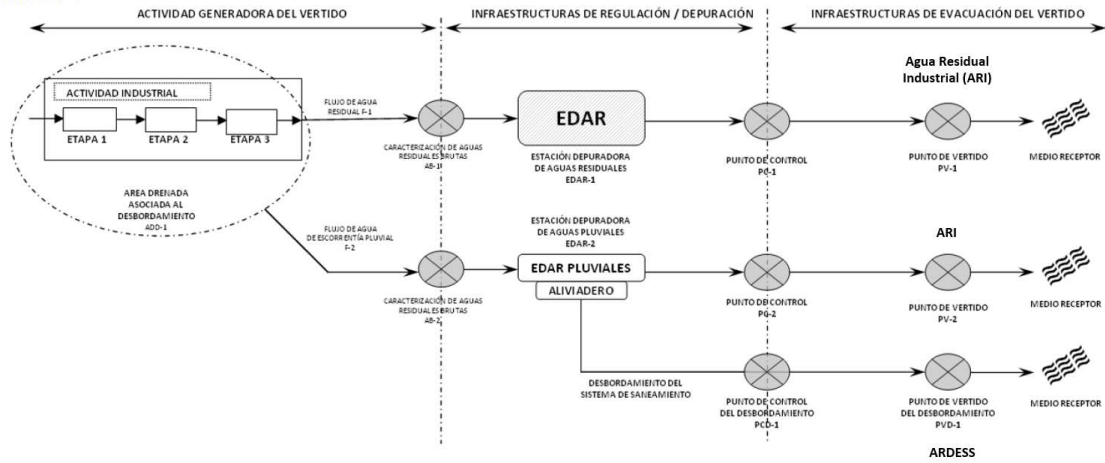 ACTIVIDAD GENERADORA DEL VERTIDO
INFRAESTRUCTURAS DE REGULACIÓN / DEPURACIÓN
INFRAESTRUCTURAS DE EVACUACIÓN DEL VERTIDO
Agua Residual
Industrial (ARI)
ACTIVIDAD INDUSTRIAL
ETAPA 1
ETAPA 2
ETAPA 3
FLUJO DE AGUA
RESIDUAL F-1
CARACTERIZACIÓN DE AGUAS
RESIDUALES BRUTAS
AB-1
EDAR
ESTACIÓN DEPURADORA
DE AGUAS RESIDUALES
EDAR-1
PUNTO DE CONTROL
PC-1
PUNTO DE VERTIDO
PV-1
MEDIO RECEPTOR
AREA DRENADA
ASOCIADA AL
DESBORDAMIENTO
ADD-1
FLUJO DE AGUA
DE ESCORRENTÍA PLUVIAL
F-2
CARACTERIZACIÓN DE AGUAS
RESIDUALES BRUTAS
AB-2
ESTACIÓN DEPURADORA
DE AGUAS PLUVIALES
EDAR-2
EDAR PLUVIALES
ALIVIADERO
PUNTO DE CONTROL
PC-2
ARI
PUNTO DE VERTIDO
PV-2
MEDIO RECEPTOR
DESBORDAMIENTO DEL
SISTEMA DE SANEAMIENTO
PUNTO DE CONTROL
DEL DESBORDAMIENTO
PCD-1
PUNTO DE VERTIDO
DEL DESBORDAMIENTO
PVD-1
MEDIO RECEPTOR
ARDESS